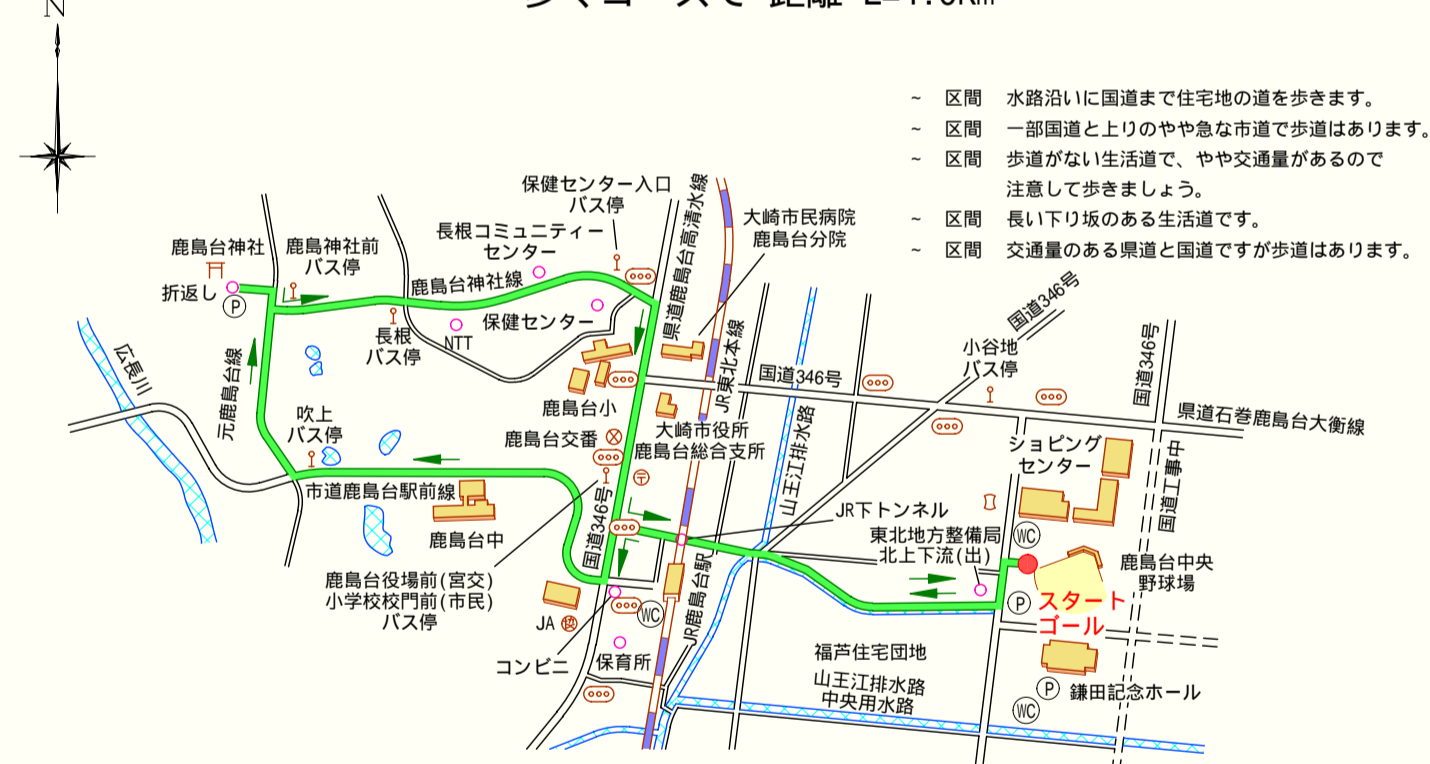 N
~ 区間 水路沿いに国道まで住宅地の道を歩きます。
~ 区間 一部国道と上りのやや急な市道で歩道はあります。
~ 区間 歩道がない生活道で、やや交通量があるので
注意して歩きましょう。
~ 区間 長い下り坂のある生活道です。
~ 区間 交通量のある県道と国道ですが歩道はあります。
保健センター入口
バス停
県道鹿島台高清水線
大崎市民病院
鹿島台分院
長根コミュニティー
センター
鹿島台神社
鹿島神社前
バス停
鹿島台神社線
折返し
P
保健センター
長根
バス停
NTT
広長川
元鹿島台線
JR東北本線
国道346号
国道346号
小谷地
バス停
国道346号
県道石巻鹿島台大衡線
鹿島台小
吹上
バス停
鹿島台交番
大崎市役所
鹿島台総合支所
山王江排水路
ショピング
センター
国道工事中
市道鹿島台駅前線
国道346号
鹿島台中
JR下トンネル
東北地方整備局
北上下流(出)
WC
鹿島台中央
野球場
鹿島台役場前(宮交)
小学校校門前(市民)
バス停
JR鹿島台駅
P
スタート
ゴール
JA
WC
コンビニ
保育所
福芦住宅団地
山王江排水路
中央用水路
P
鎌田記念ホール
WC